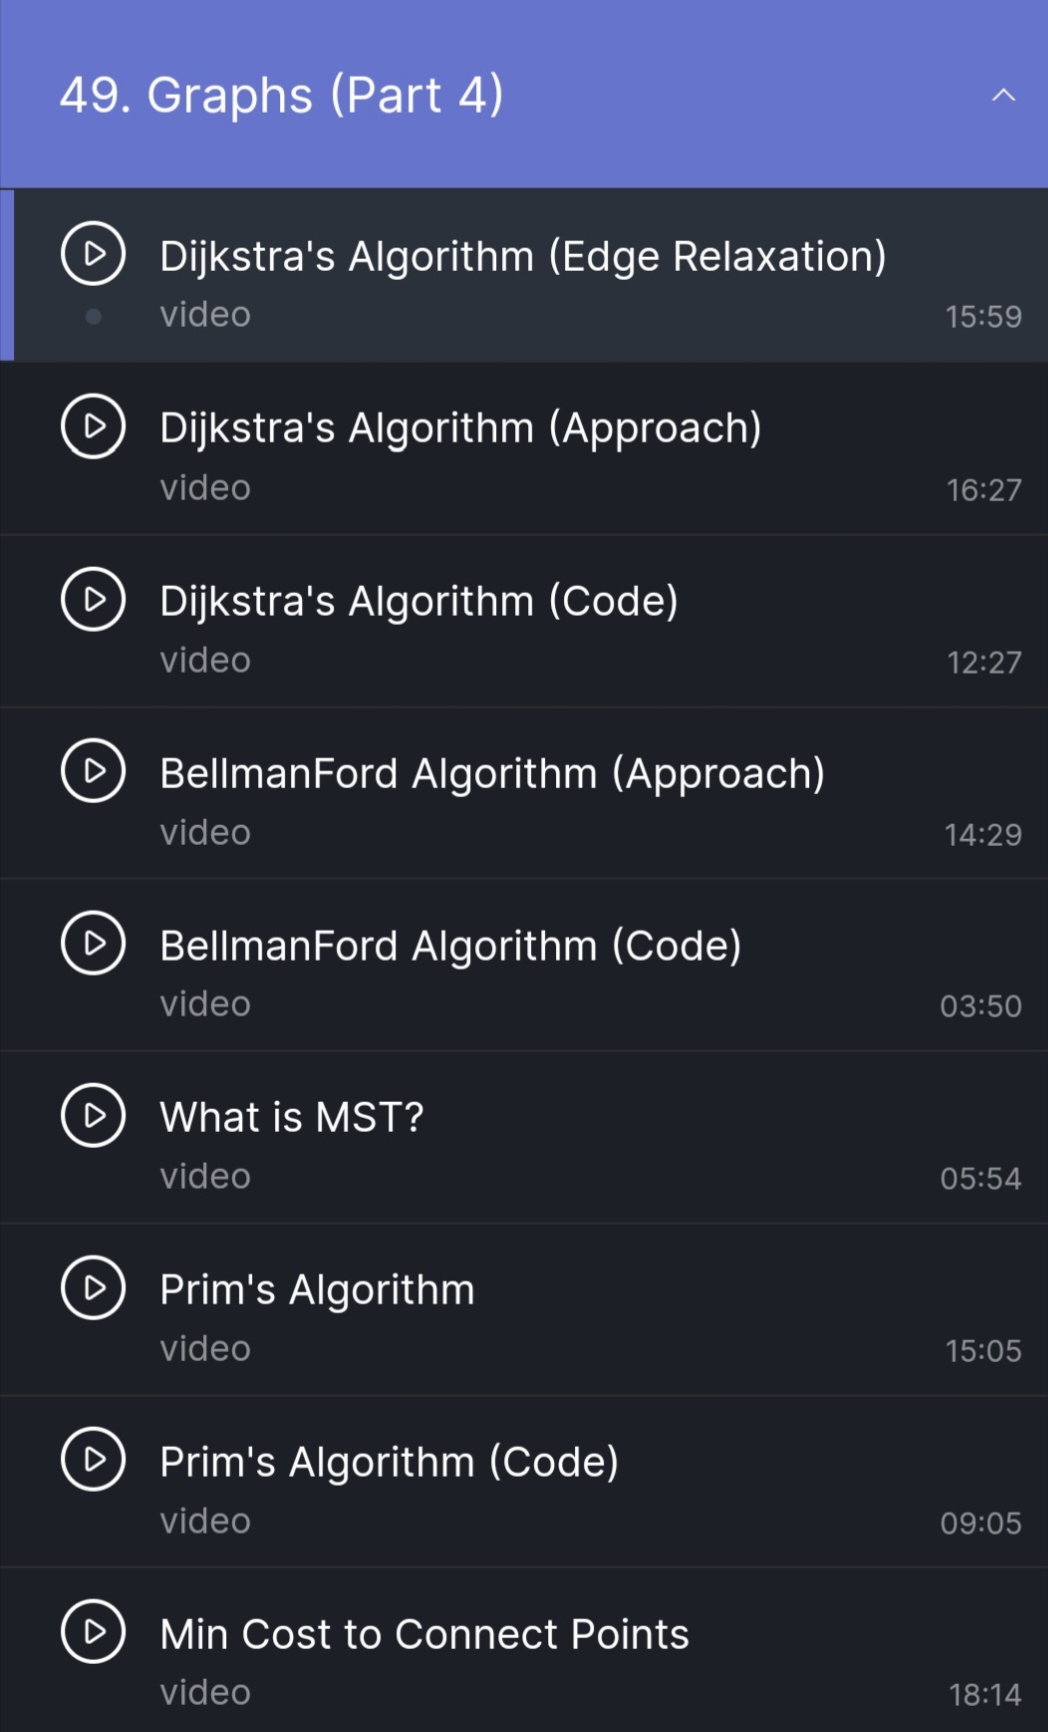 49. Graphs (Part 4)
Dijkstra's Algorithm (Edge Relaxation)
video 15:59
Dijkstra's Algorithm (Approach)
video 16:27
Dijkstra's Algorithm (Code)
video 12:27
BellmanFord Algorithm (Approach)
video 14:29
BellmanFord Algorithm (Code)
video 03:50
What is MST?
video 05:54
Prim's Algorithm
video 15:05
Prim's Algorithm (Code)
video 09:05
Min Cost to Connect Points
video 18:14